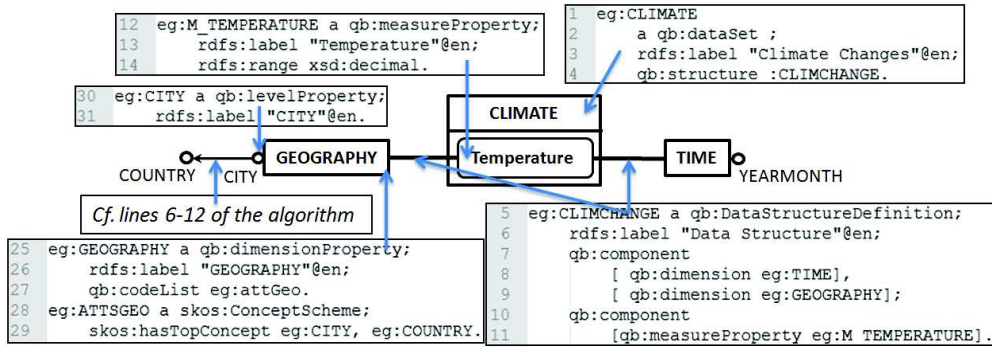 12 eg:M_TEMPERATURE a qb:measureProperty;
13 rdfs:label "Temperature"@en;
14 rdfs:range xsd:decimal.
1 eg:CLIMATE
2 a qb:dataSet ;
3 rdfs:label "Climate Changes"@en;
4 qb:structure :CLIMCHANGE.
30 eg:CITY a qb:levelProperty;
31 rdfs:label "CITY"@en.
CLIMATE
GEOGRAPHY
Temperature
TIME
COUNTRY
CITY
YEARMONTH
Cf. lines 6-12 of the algorithm
25 eg:GEOGRAPHY a qb:dimensionProperty;
26 rdfs:label "GEOGRAPHY"@en;
27 qb:codeList eg:attGeo.
28 eg:ATTSGEO a skos:ConceptScheme;
29 skos:hasTopConcept eg:CITY, eg:COUNTRY.
5 eg:CLIMCHANGE a qb:DataStructureDefinition;
6 rdfs:label "Data Structure"@en;
7 qb:component
8 [ qb:dimension eg:TIME],
9 [ qb:dimension eg:GEOGRAPHY];
10 qb:component
11 [qb:measureProperty eg:M_TEMPERATURE].